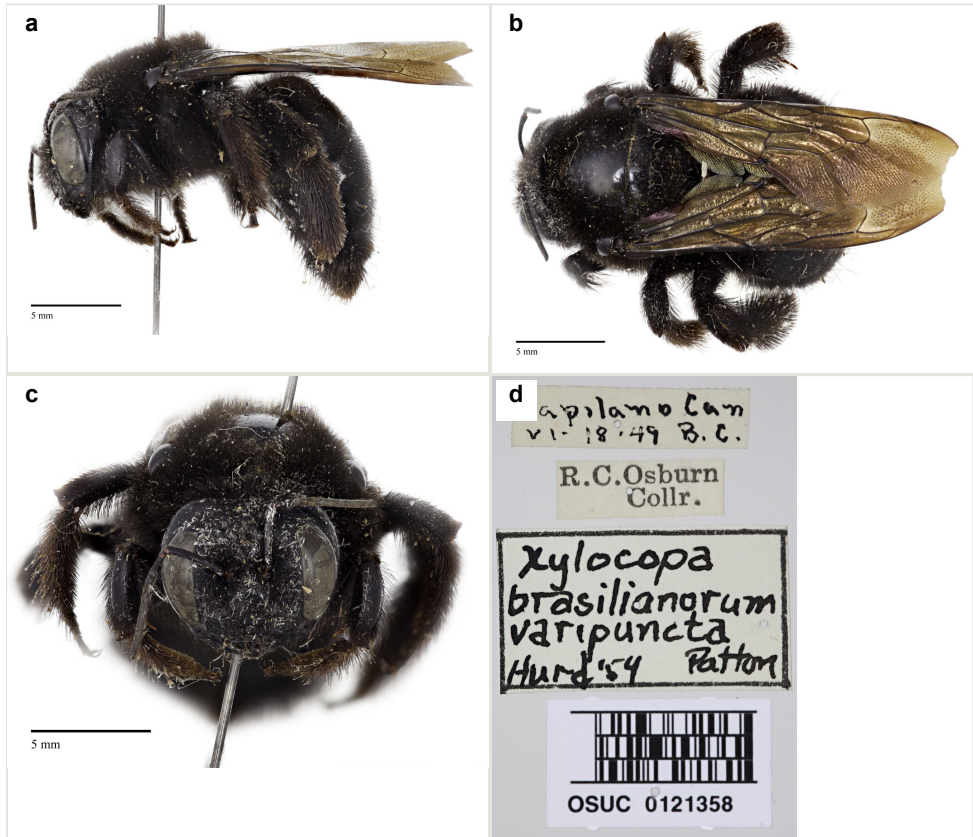 a
5 mm
b
5 mm
c
5 mm
d
apilano Can
VI-18-49 B.C.
R.C.Osburn
Collr.
Xylocopa
brasilianorum
varipuncta
Hurd '54 Patton
OSUC 0121358